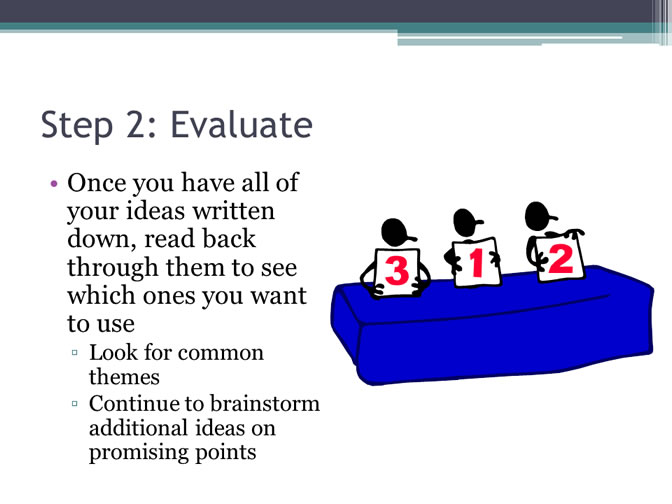 Step 2: Evaluate
• Once you have all of
your ideas written
down, read back
through them to see
which ones you want
to use
▫ Look for common
themes
▫ Continue to brainstorm
additional ideas on
promising points
3 1 2